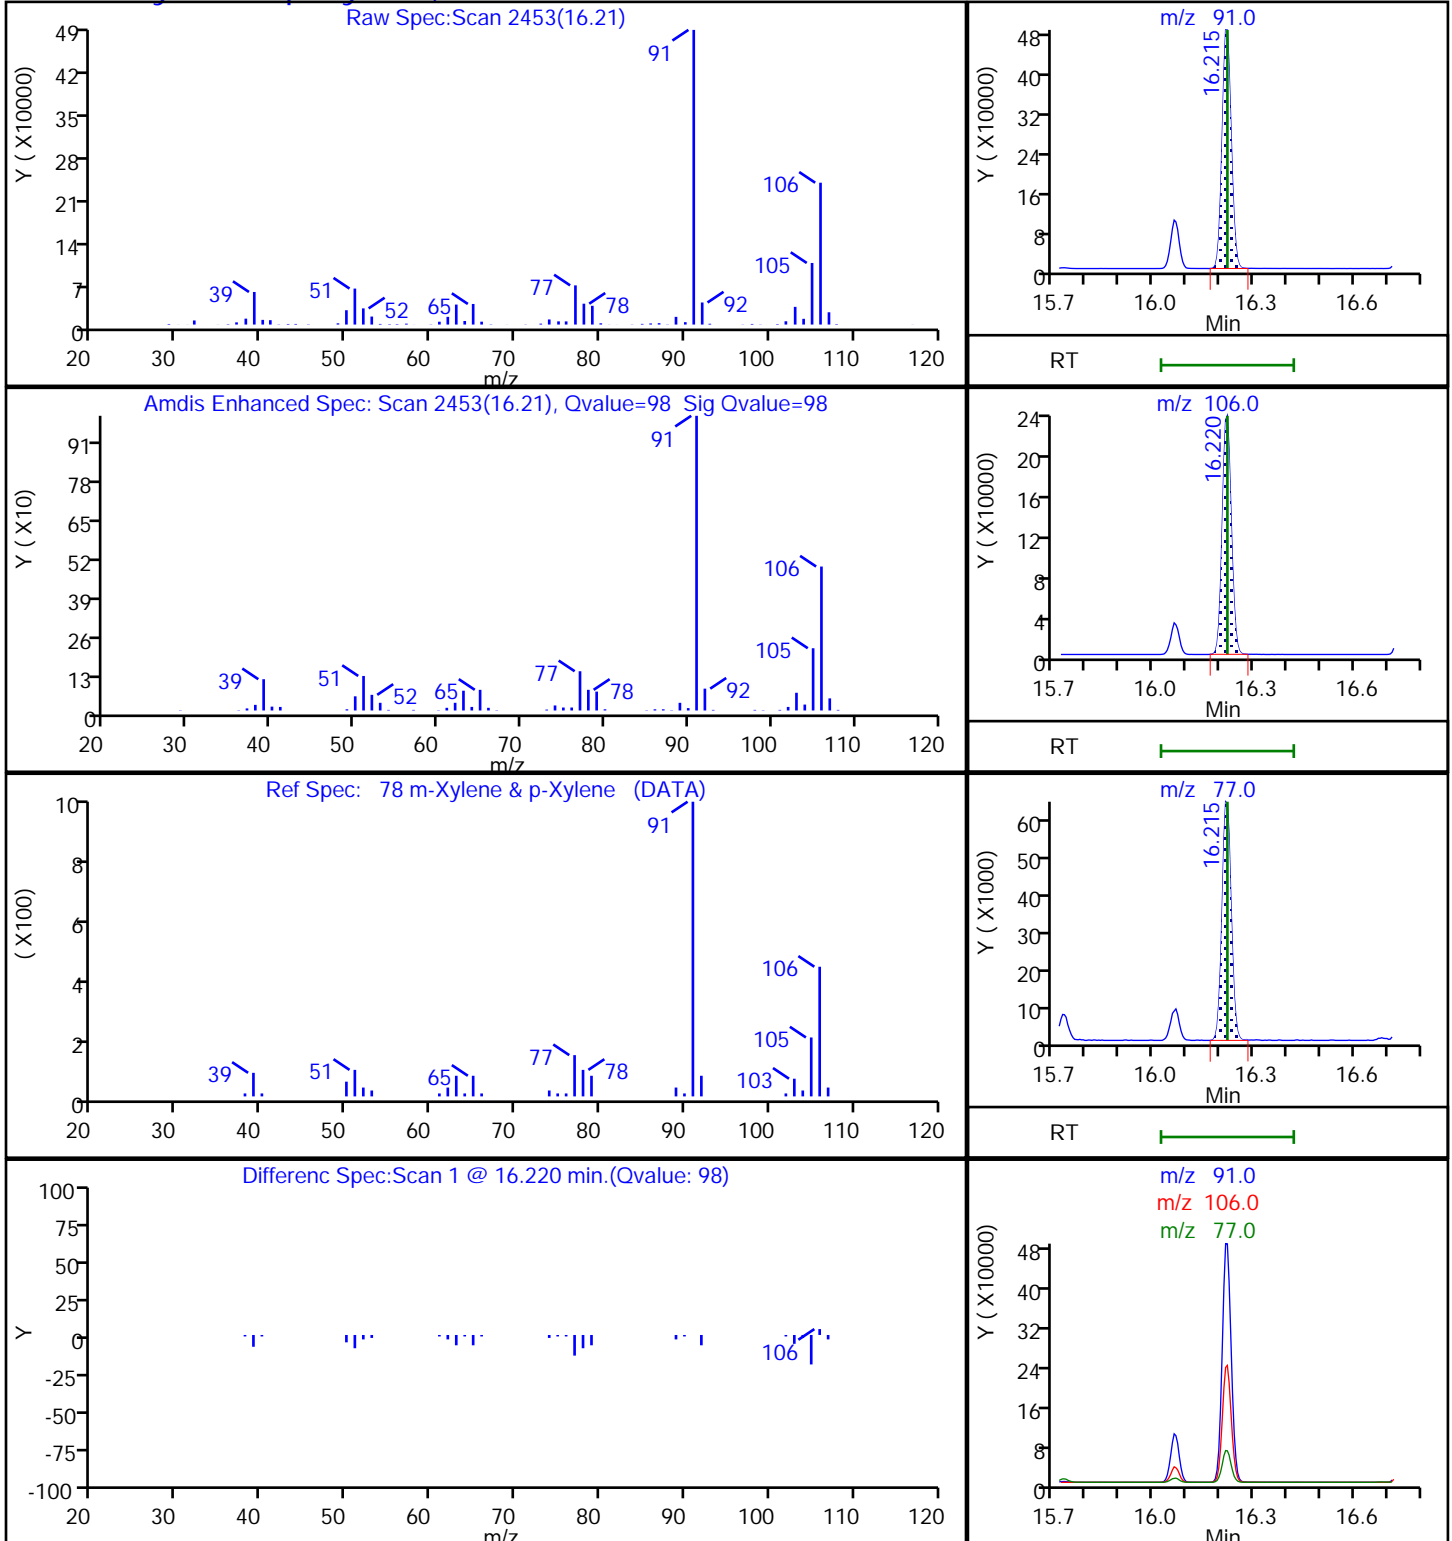 Raw Spec:Scan 2453(16.21)
Y ( X10000)
49
42
35
28
21
14
7
0
91
106
105
39
51
52
65
77
78
92
20 30 40 50 60 70 80 90 100 110 120
m/z
m/z 91.0
Y ( X10000)
48
40
32
24
16
8
0
16.215
15.7 16.0 16.3 16.6
Min
RT
Amdis Enhanced Spec: Scan 2453(16.21), Qvalue=98 Sig Qvalue=98
Y ( X10)
91
78
65
52
39
26
13
0
91
106
105
39
51
52
65
77
78
92
20 30 40 50 60 70 80 90 100 110 120
m/z
m/z 106.0
Y ( X10000)
24
20
16
12
8
4
0
16.220
15.7 16.0 16.3 16.6
Min
RT
Ref Spec: 78 m-Xylene & p-Xylene (DATA)
( X100)
10
8
6
4
2
0
91
106
105
39
51
65
77
78
103
20 30 40 50 60 70 80 90 100 110 120
m/z 77.0
Y ( X1000)
60
50
40
30
20
10
0
16.215
15.7 16.0 16.3 16.6
Min
RT
Differenc Spec:Scan 1 @ 16.220 min.(Qvalue: 98)
Y
100
75
50
25
0
-25
-50
-75
-100
106
20 30 40 50 60 70 80 90 100 110 120
m/z
m/z 91.0
m/z 106.0
m/z 77.0
Y ( X10000)
48
40
32
24
16
8
0
15.7 16.0 16.3 16.6
Min